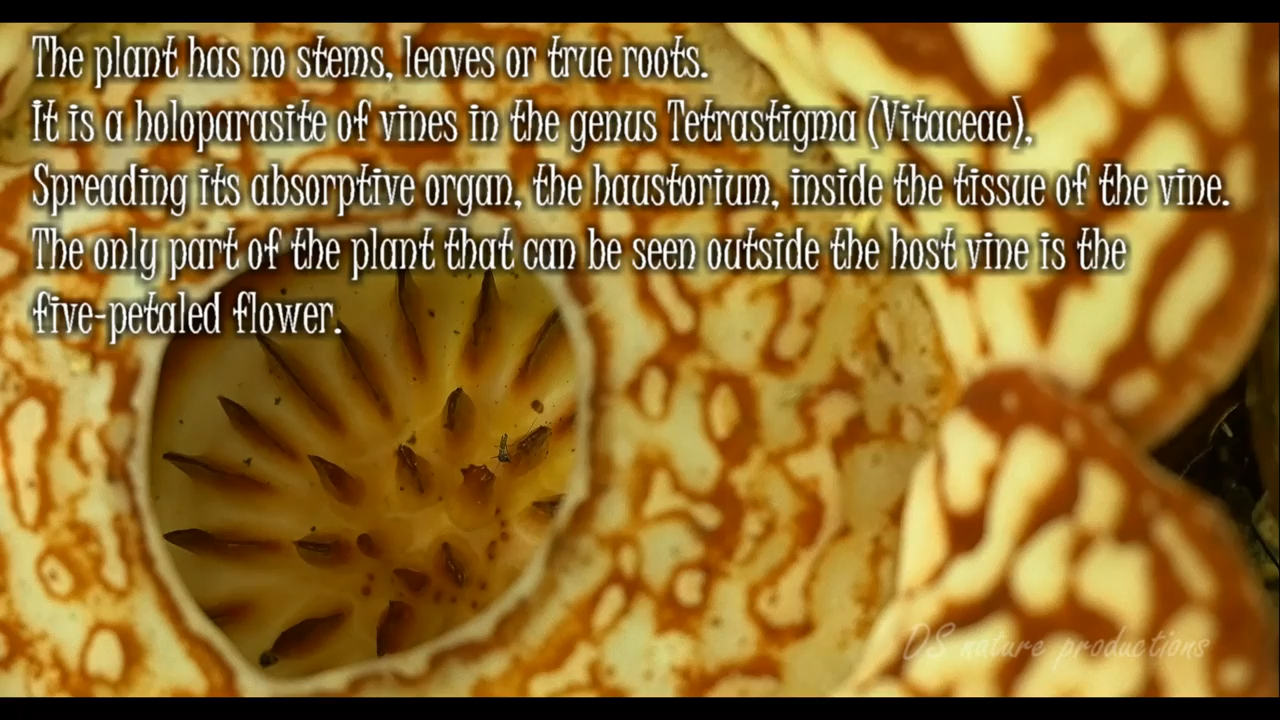 The plant has no stems, leaves or true roots.
It is a holoparasite of vines in the genus Tetrastigma (Vitaceae),
Spreading its absorptive organ, the haustorium, inside the tissue of the vine.
The only part of the plant that can be seen outside the host vine is the
five-petaled flower.
DS nature productions